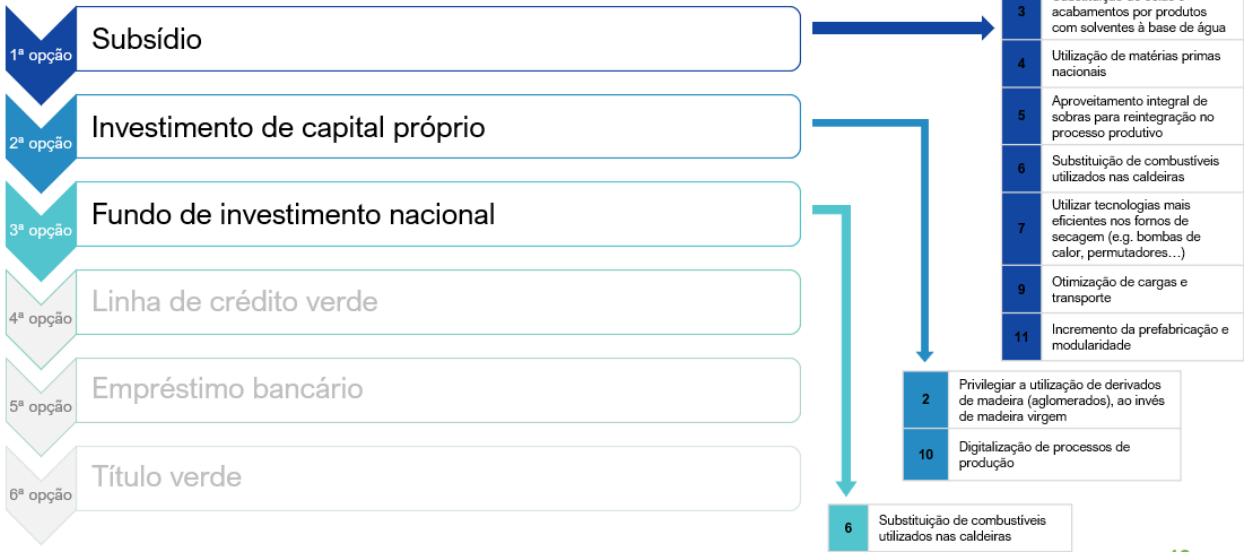 1ª opção
Subsídio
2ª opção
Investimento de capital próprio
3ª opção
Fundo de investimento nacional
4ª opção
Linha de crédito verde
5ª opção
Empréstimo bancário
6ª opção
Título verde
3
acabamentos por produtos
com solventes à base de água
4
Utilização de matérias primas
nacionais
5
Aproveitamento integral de
sobras para reintegração no
processo produtivo
6
Substituição de combustíveis
utilizados nas caldeiras
7
Utilizar tecnologias mais
eficientes nos fornos de
secagem (e.g. bombas de
calor, permutadores…)
9
Otimização de cargas e
transporte
11
Incremento da prefabricação e
modularidade
2
Privilegiar a utilização de derivados
de madeira (aglomerados), ao invés
de madeira virgem
10
Digitalização de processos de
produção
6
Substituição de combustíveis
utilizados nas caldeiras